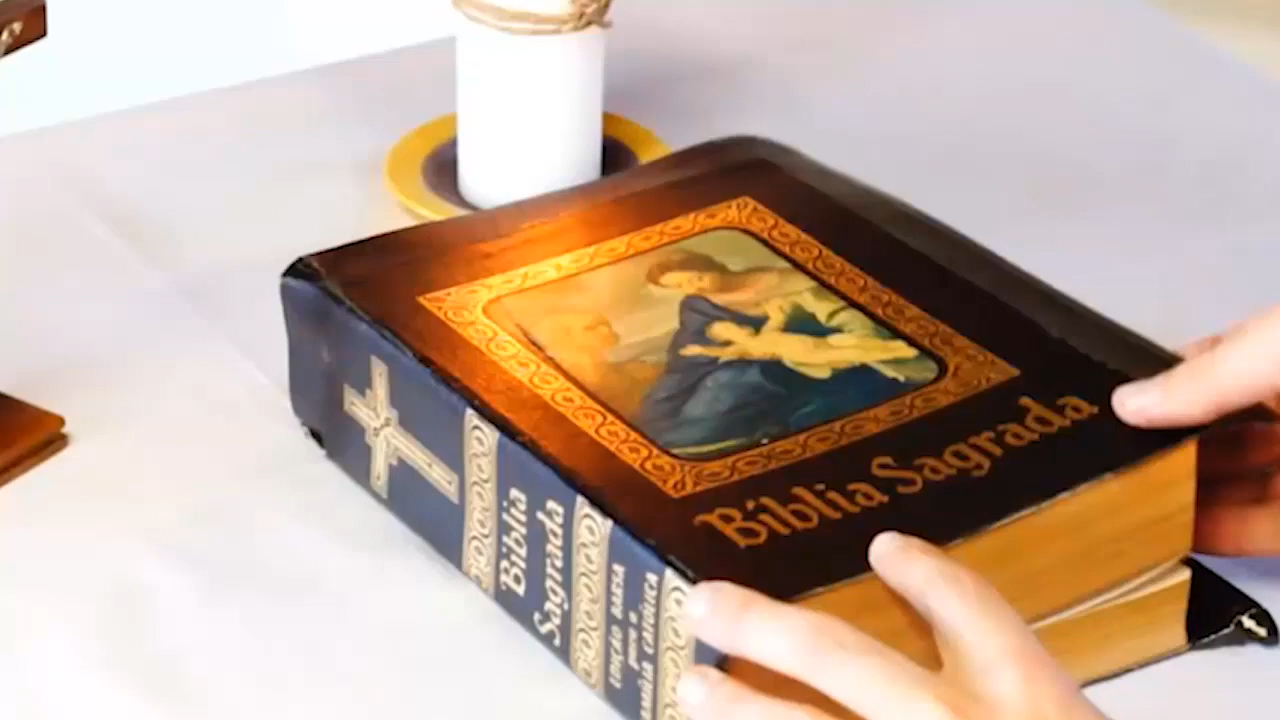 Bíblia Sagrada
Bíblia
Sagrada
EDIÇÃO BARSA
para a
FAMÍLIA CATÓLICA